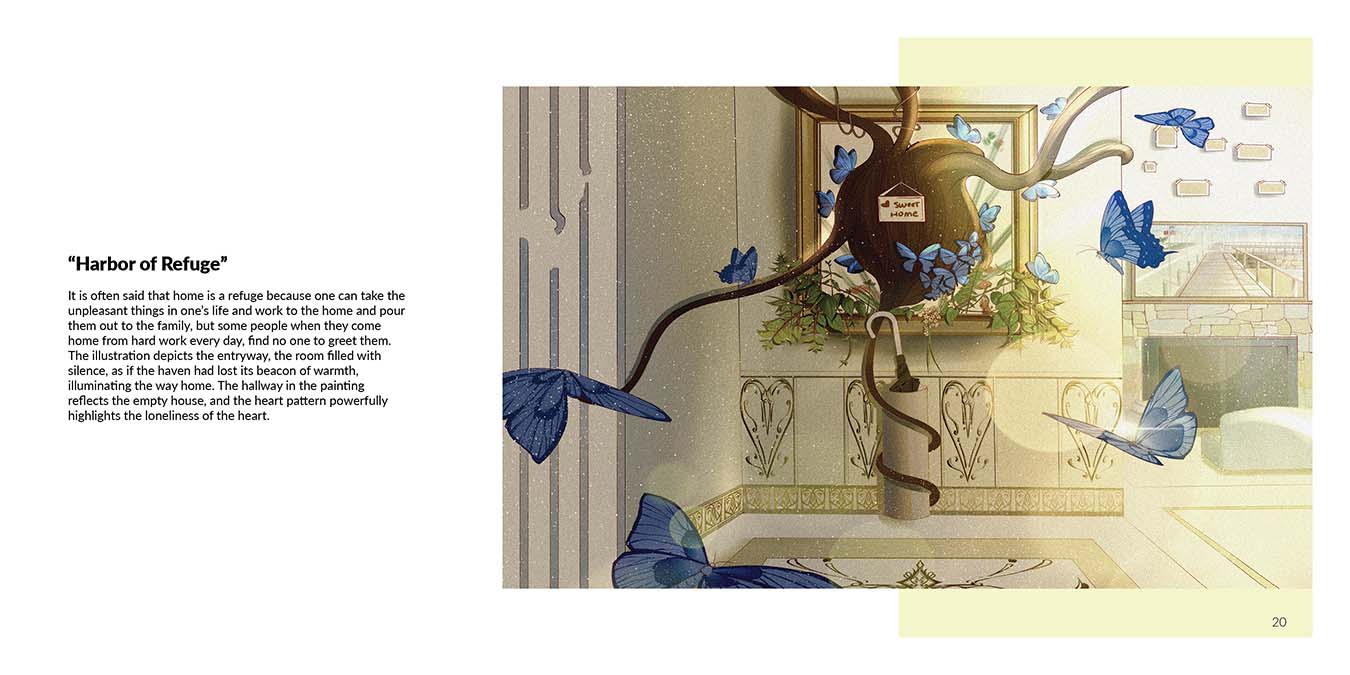 “Harbor of Refuge”
It is often said that home is a refuge because one can take the
unpleasant things in one’s life and work to the home and pour
them out to the family, but some people when they come
home from hard work every day, find no one to greet them.
The illustration depicts the entryway, the room filled with
silence, as if the haven had lost its beacon of warmth,
illuminating the way home. The hallway in the painting
reflects the empty house, and the heart pattern powerfully
highlights the loneliness of the heart.
SWEET
HOME
20